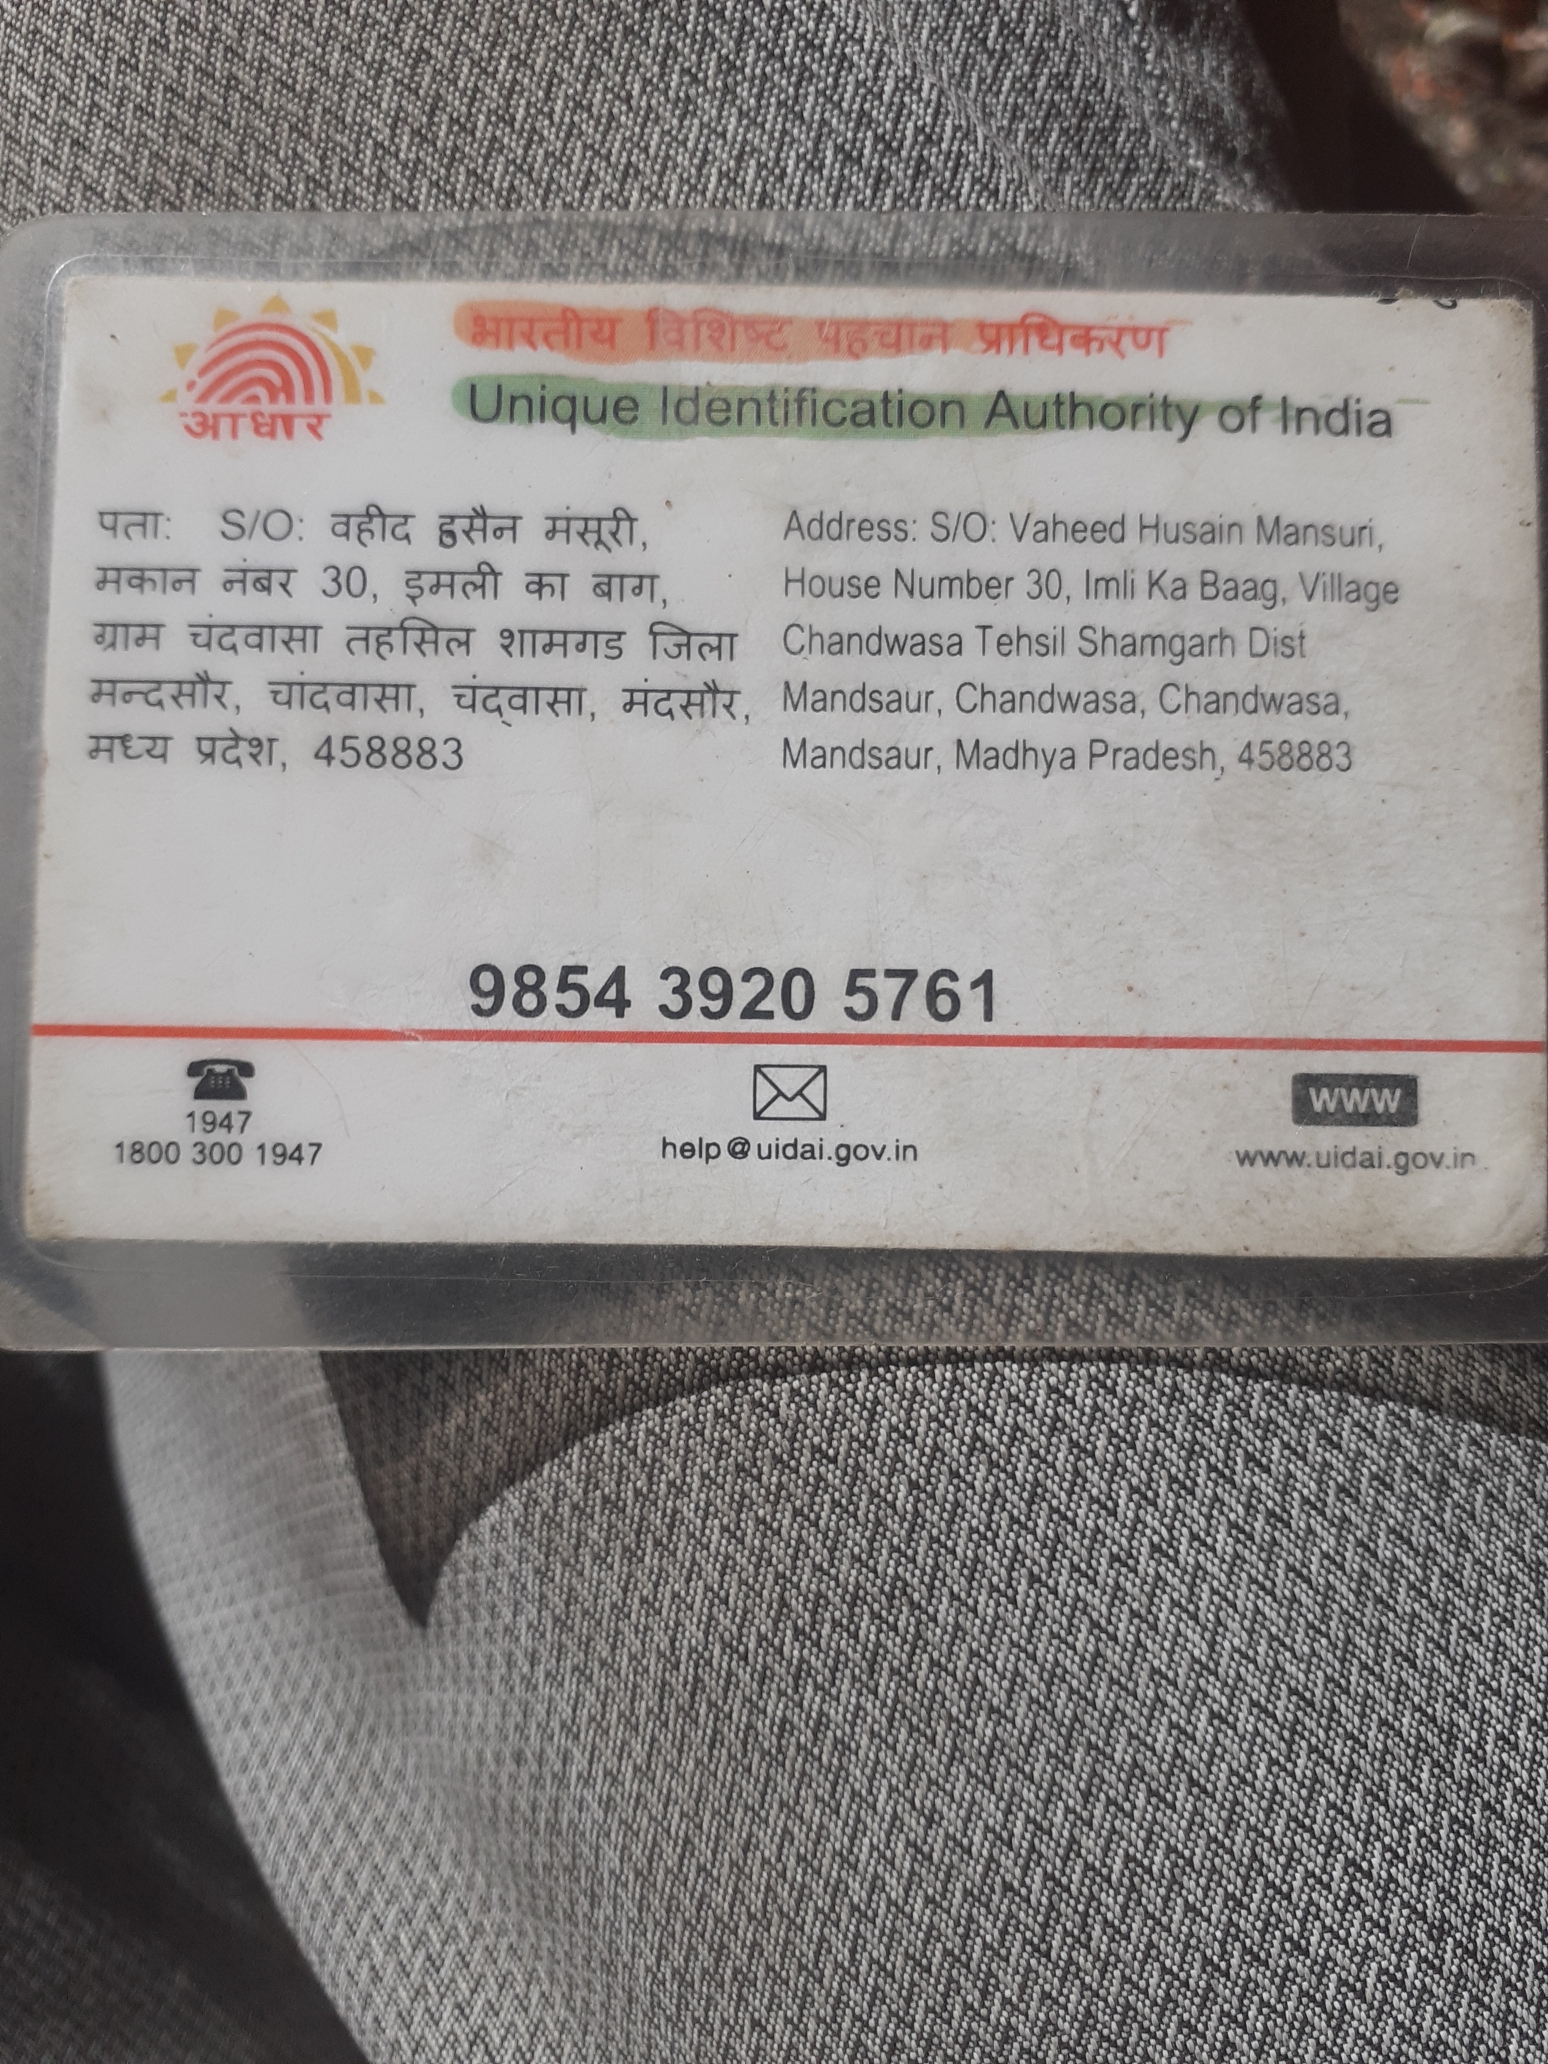 आधार
भारतीय विशिष्ट पहचान प्राधिकरण
Unique Identification Authority of India
पता: S/O: वहीद हुसैन मंसूरी,
मकान नंबर 30, इमली का बाग,
ग्राम चंदवासा तहसिल शामगड जिला
मन्दसौर, चांदवासा, चंद्वासा, मंदसौर,
मध्य प्रदेश, 458883
Address: S/O: Vaheed Husain Mansuri,
House Number 30, Imli Ka Baag, Village
Chandwasa Tehsil Shamgarh Dist
Mandsaur, Chandwasa, Chandwasa,
Mandsaur, Madhya Pradesh, 458883
9854 3920 5761
1947
1800 300 1947
help@uidai.gov.in
WWW
www.uidai.gov.in